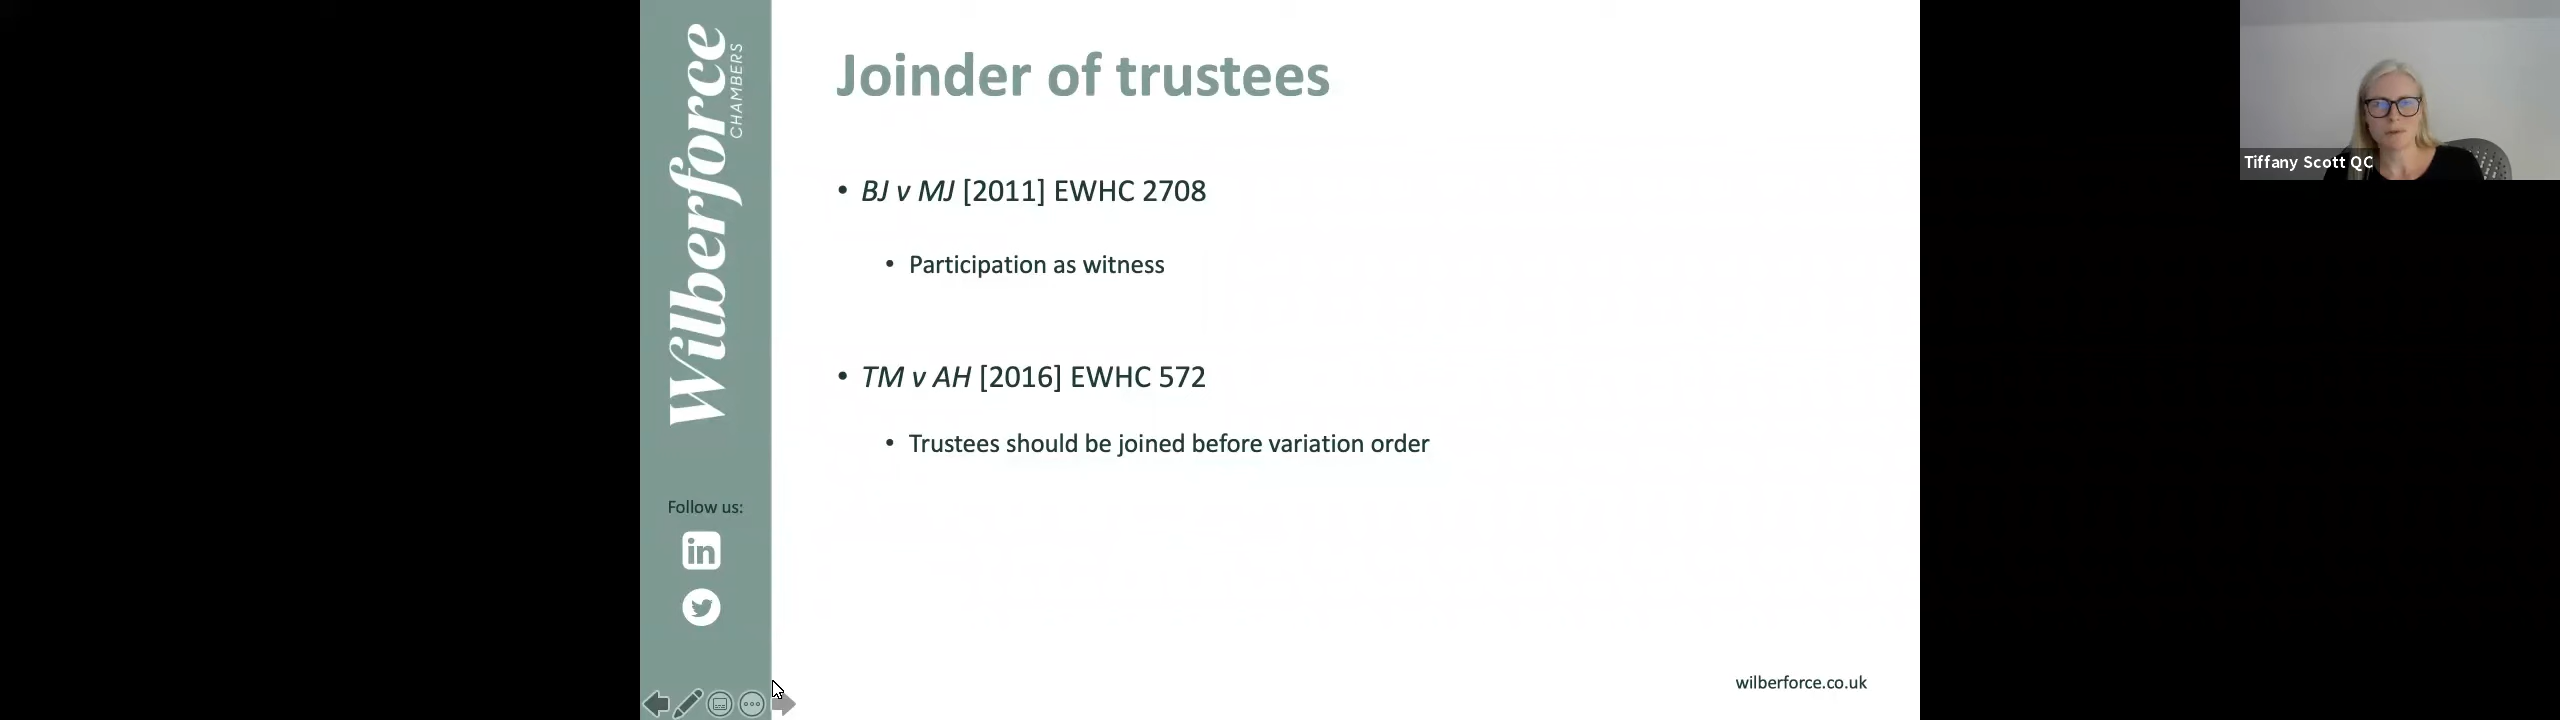 Wilberforce
CHAMBERS
Joinder of trustees
• BJ v MJ [2011] EWHC 2708
• Participation as witness
• TM v AH [2016] EWHC 572
• Trustees should be joined before variation order
Follow us:
in
wilberforce.co.uk
Tiffany Scott QC